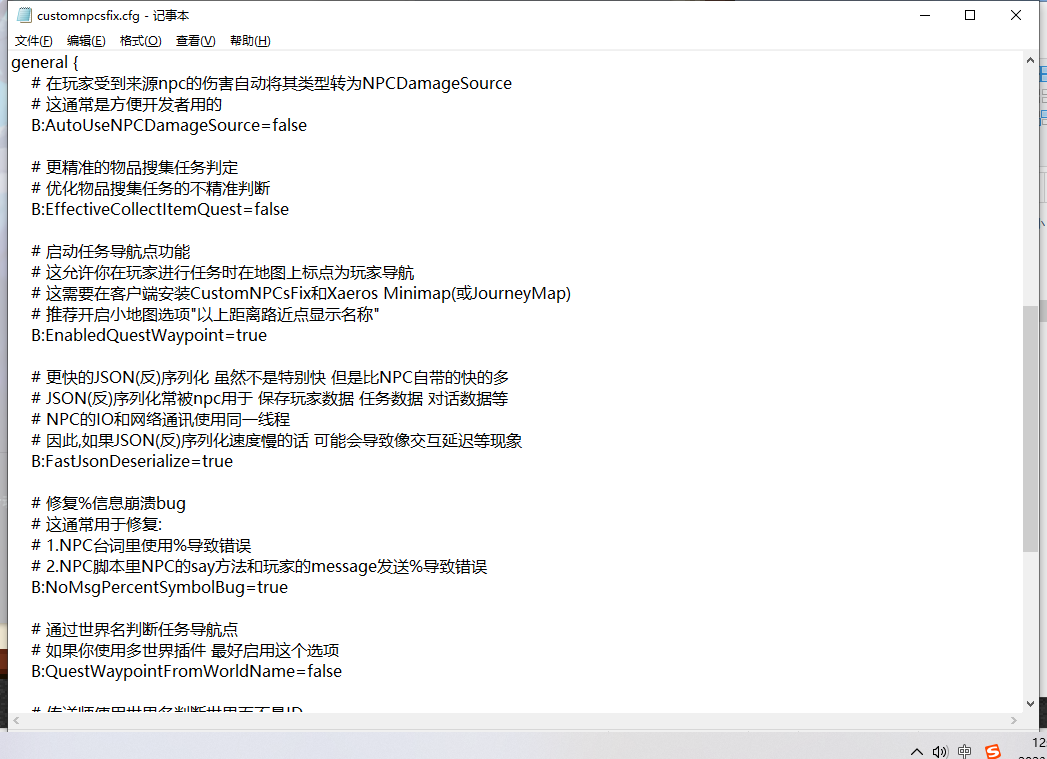 customnpcsfix.cfg - 记事本
文件(F) 编辑(E) 格式(O) 查看(V) 帮助(H)
general {
# 在玩家受到来源npc的伤害自动将其类型转为NPCDamageSource
# 这通常是方便开发者用的
B:AutoUseNPCDamageSource=false
# 更精准的物品搜集任务判定
# 优化物品搜集任务的不精准判断
B:EffectiveCollectItemQuest=false
# 启动任务导航点功能
# 这允许你在玩家进行任务时在地图上标点为玩家导航
# 这需要在客户端安装CustomNPCsFix和Xaeros Minimap(或JourneyMap)
# 推荐开启小地图选项"以上距离路近点显示名称"
B:EnabledQuestWaypoint=true
# 更快的JSON(反)序列化 虽然不是特别快 但是比NPC自带的快的多
# JSON(反)序列化常被npc用于 保存玩家数据 任务数据 对话数据等
# NPC的IO和网络通讯使用同一线程
# 因此,如果JSON(反)序列化速度慢的话 可能会导致像交互延迟等现象
B:FastJsonDeserialize=true
# 修复%信息崩溃bug
# 这通常用于修复:
# 1.NPC台词里使用%导致错误
# 2.NPC脚本里NPC的say方法和玩家的message发送%导致错误
B:NoMsgPercentSymbolBug=true
# 通过世界名判断任务导航点
# 如果你使用多世界插件 最好启用这个选项
B:QuestWaypointFromWorldName=false
# 传送师使用世界名判断世界而不是ID
中
12